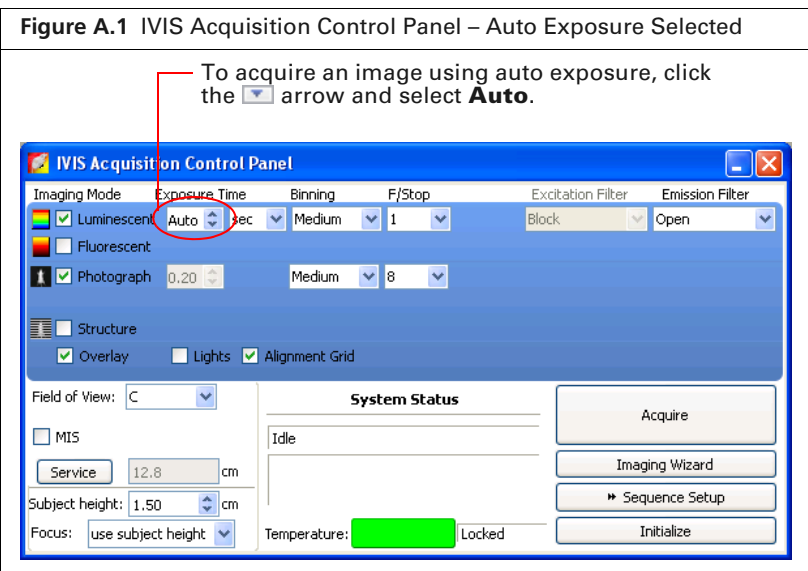 Figure A.1 IVIS Acquisition Control Panel – Auto Exposure Selected
To acquire an image using auto exposure, click
the arrow and select Auto.
IVIS Acquisition Control Panel
Imaging Mode Exposure Time Binning F/Stop Excitation Filter Emission Filter
Luminescent Auto sec Medium 1 Block Open
Fluorescent
Photograph 0.20 Medium 8
Structure
Overlay Lights Alignment Grid
Field of View: C
MIS
Service 12.8 cm
Subject height: 1.50 cm
Focus: use subject height
System Status
Idle
Temperature: Locked
Acquire
Imaging Wizard
Sequence Setup
Initialize